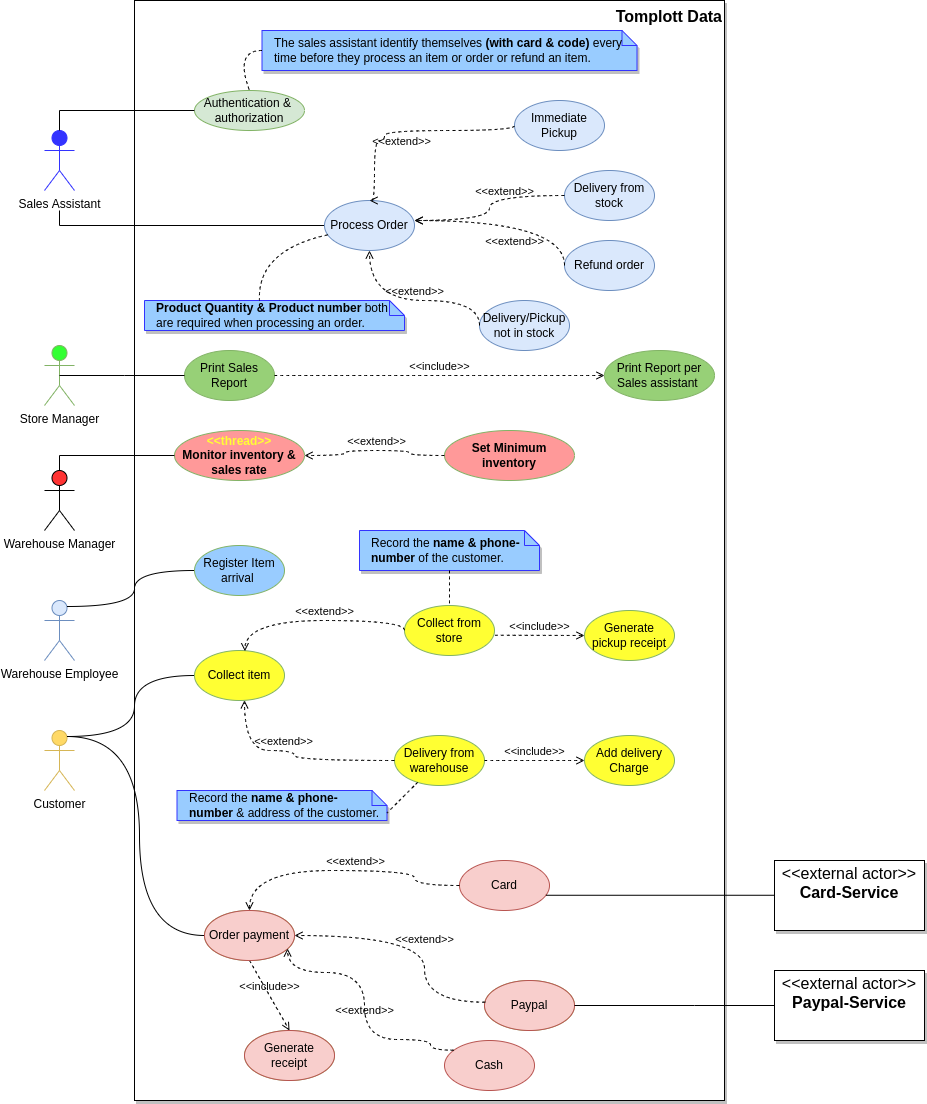 Tomplott Data
The sales assistant identify themselves (with card & code) every
time before they process an item or order or refund an item.
Authentication &
authorization
Immediate
Pickup
<<extend>>
Sales Assistant
Delivery from
stock
<<extend>>
Process Order
<<extend>>
Refund order
<<extend>>
Product Quantity & Product number both
are required when processing an order.
Delivery/Pickup
not in stock
Store Manager
Print Sales
Report
<<include>>
Print Report per
Sales assistant
<<thread>>
Monitor inventory &
sales rate
<<extend>>
Set Minimum
inventory
Warehouse Manager
Register Item
arrival
Record the name & phone-
number of the customer.
Warehouse Employee
<<extend>>
Collect from
store
<<include>>
Generate
pickup receipt
Collect item
<<extend>>
Delivery from
warehouse
<<include>>
Add delivery
Charge
Customer
Record the name & phone-
number & address of the customer.
<<extend>>
Card
<<external actor>>
Card-Service
Order payment
<<extend>>
<<include>>
<<extend>>
Paypal
<<external actor>>
Paypal-Service
Generate
receipt
Cash